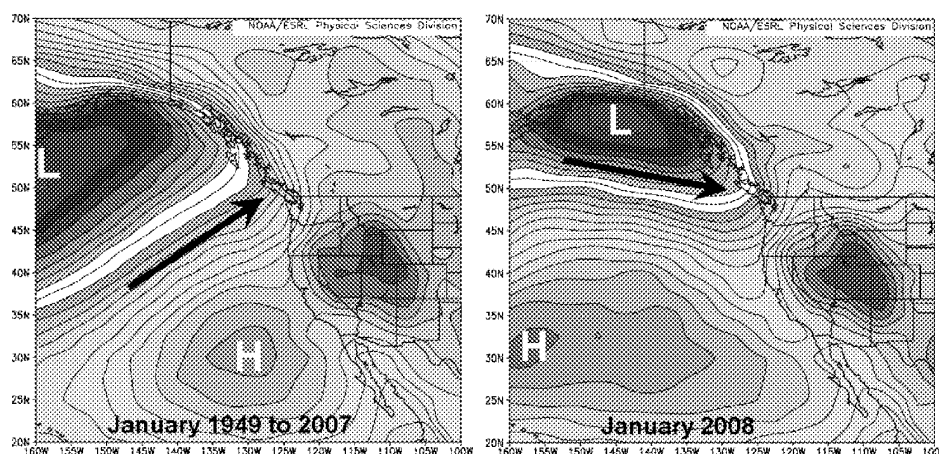 NOAA/ESRL Physical Sciences Division
70N
65N
60N
55N
50N
45N
40N
35N
30N
25N
20N
L
H
January 1949 to 2007
160W 155W 150W 145W 140W 135W 130W 125W 120W 115W 110W 105W 100W
NOAA/ESRL Physical Sciences Division
70N
65N
60N
55N
50N
45N
40N
35N
30N
25N
20N
L
H
January 2008
160W 155W 150W 145W 140W 135W 130W 125W 120W 115W 110W 105W 100W